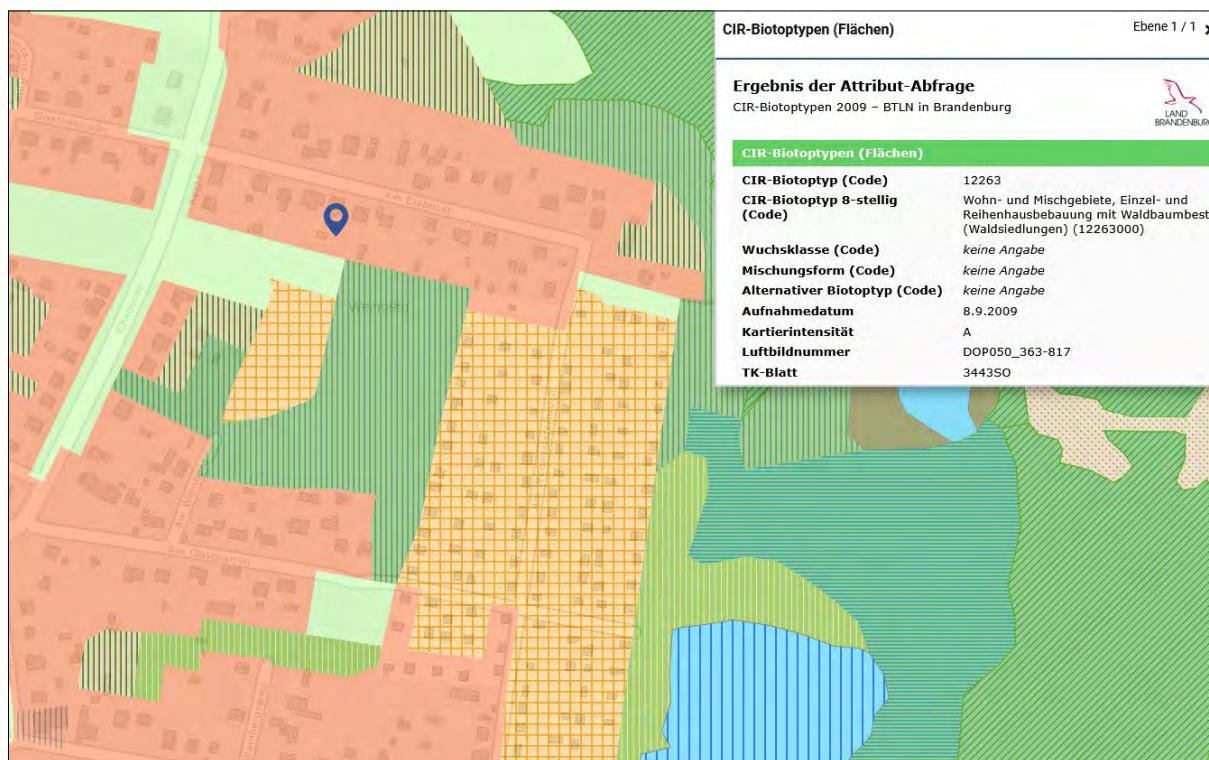 CIR-Biotoptypen (Flächen)
Ebene 1 / 1
Ergebnis der Attribut-Abfrage
CIR-Biotoptypen 2009 – BTLN in Brandenburg
LAND
BRANDENBURG
CIR-Biotoptypen (Flächen)
CIR-Biotoptyp (Code) 12263
CIR-Biotoptyp 8-stellig Wohn- und Mischgebiete, Einzel- und
(Code) Reihenhausbebauung mit Waldbaumbest
(Waldsiedlungen) (12263000)
Wuchsklasse (Code) keine Angabe
Mischungsform (Code) keine Angabe
Alternativer Biotoptyp (Code) keine Angabe
Aufnahmedatum 8.9.2009
Kartierintensität A
Luftbildnummer DOP050_363-817
TK-Blatt 3443SO
Am
Weinberg